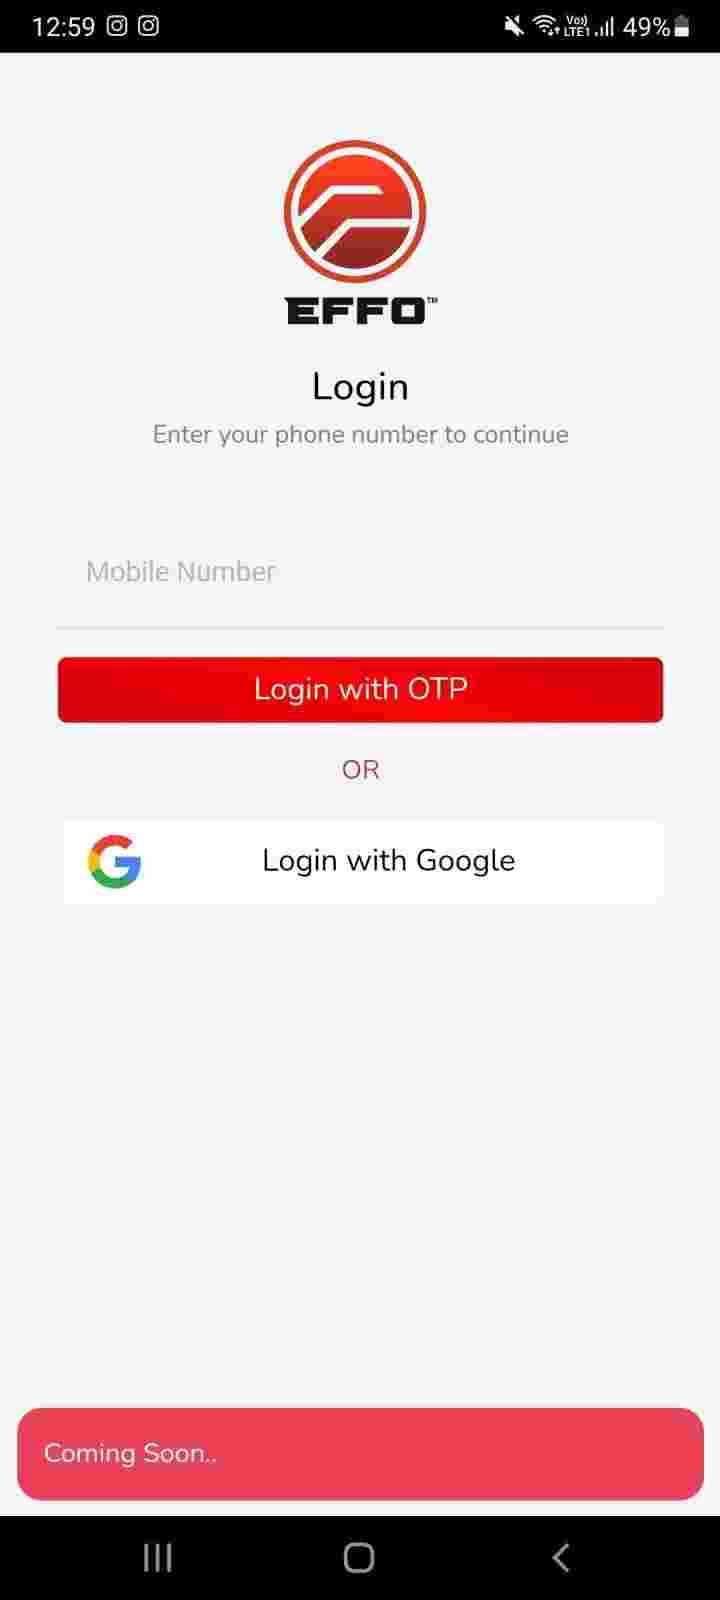 12:59
Vo))
LTE1
49%
EFFO™
Login
Enter your phone number to continue
Mobile Number
Login with OTP
OR
Login with Google
Coming Soon..